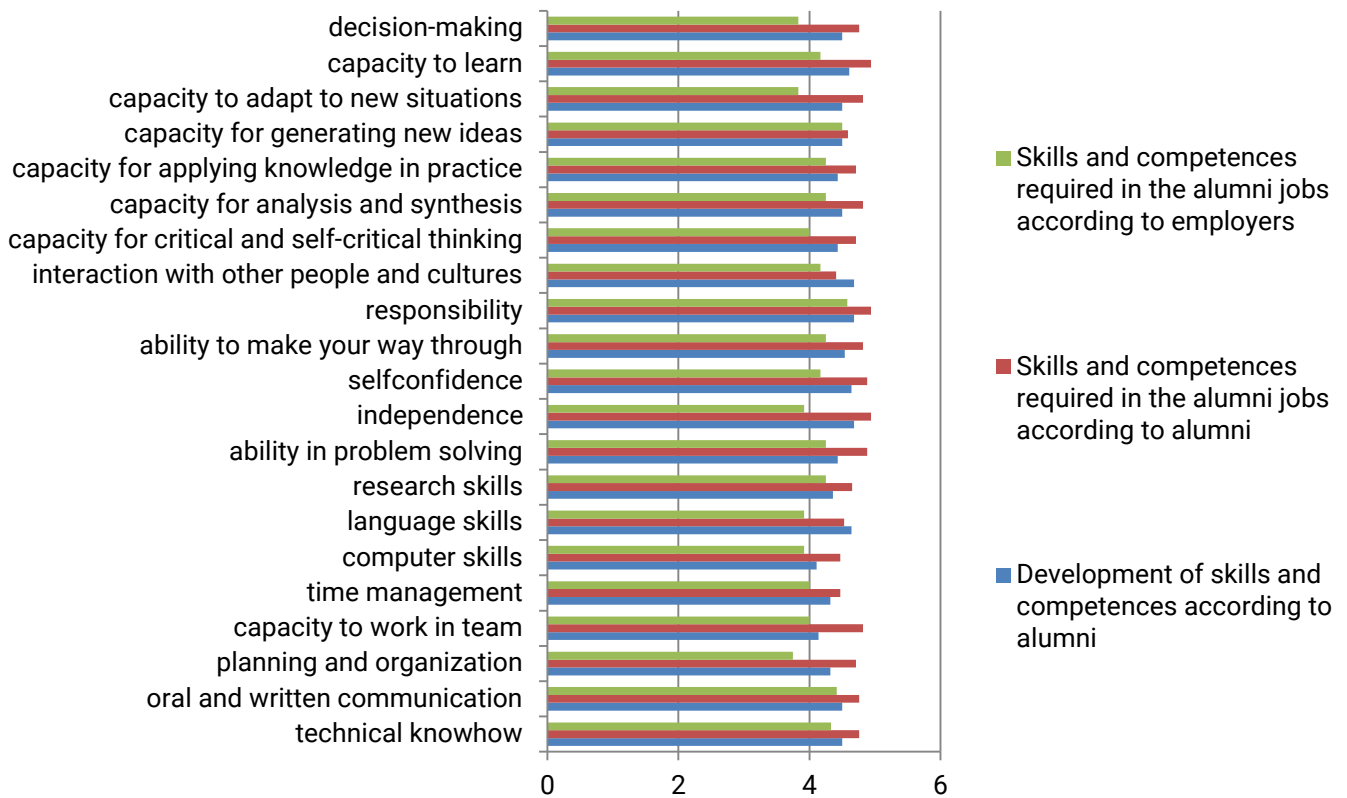 decision-making
capacity to learn
capacity to adapt to new situations
capacity for generating new ideas
capacity for applying knowledge in practice
capacity for analysis and synthesis
capacity for critical and self-critical thinking
interaction with other people and cultures
responsibility
ability to make your way through
selfconfidence
independence
ability in problem solving
research skills
language skills
computer skills
time management
capacity to work in team
planning and organization
oral and written communication
technical knowhow
0 2 4 6
Skills and competences
required in the alumni jobs
according to employers
Skills and competences
required in the alumni jobs
according to alumni
Development of skills and
competences according to
alumni